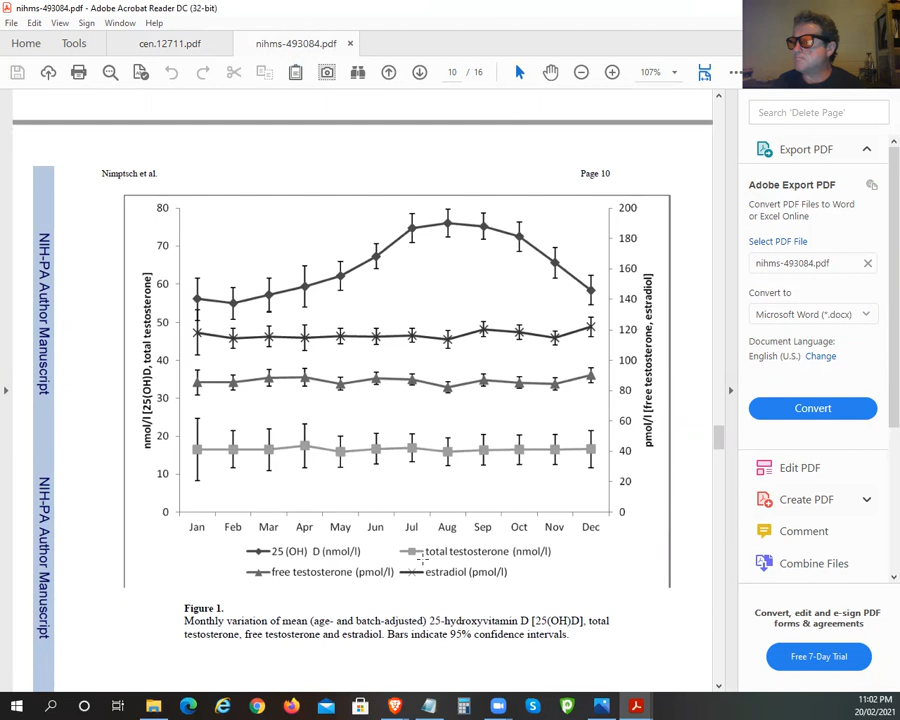 nihms-493084.pdf - Adobe Acrobat Reader DC (32-bit)
File Edit View Sign Window Help
Home Tools cen.12711.pdf nihms-493084.pdf ×
10 / 16 107%
Search 'Delete Page'
Export PDF
Adobe Export PDF
Convert PDF Files to Word
or Excel Online
Select PDF File
nihms-493084.pdf
Convert to
Microsoft Word (*.docx)
Document Language:
English (U.S.) Change
Convert
Edit PDF
Create PDF
Comment
Combine Files
Convert, edit and e-sign PDF
forms & agreements
Free 7-Day Trial
NIH-PA Author Manuscript
NIH-PA Author Manuscript
Nimptsch et al. Page 10
nmol/l [25(OH)D, total testosterone]
80
70
60
50
40
30
20
10
0
200
180
160
140
120
100
80
60
40
20
0
pmol/l [free testosterone, estradiol]
Jan Feb Mar Apr May Jun Jul Aug Sep Oct Nov Dec
25 (OH) D (nmol/l) total testosterone (nmol/l)
free testosterone (pmol/l) estradiol (pmol/l)
Figure 1.
Monthly variation of mean (age- and batch-adjusted) 25-hydroxyvitamin D [25(OH)D], total
testosterone, free testosterone and estradiol. Bars indicate 95% confidence intervals.
11:02 PM
20/02/2021